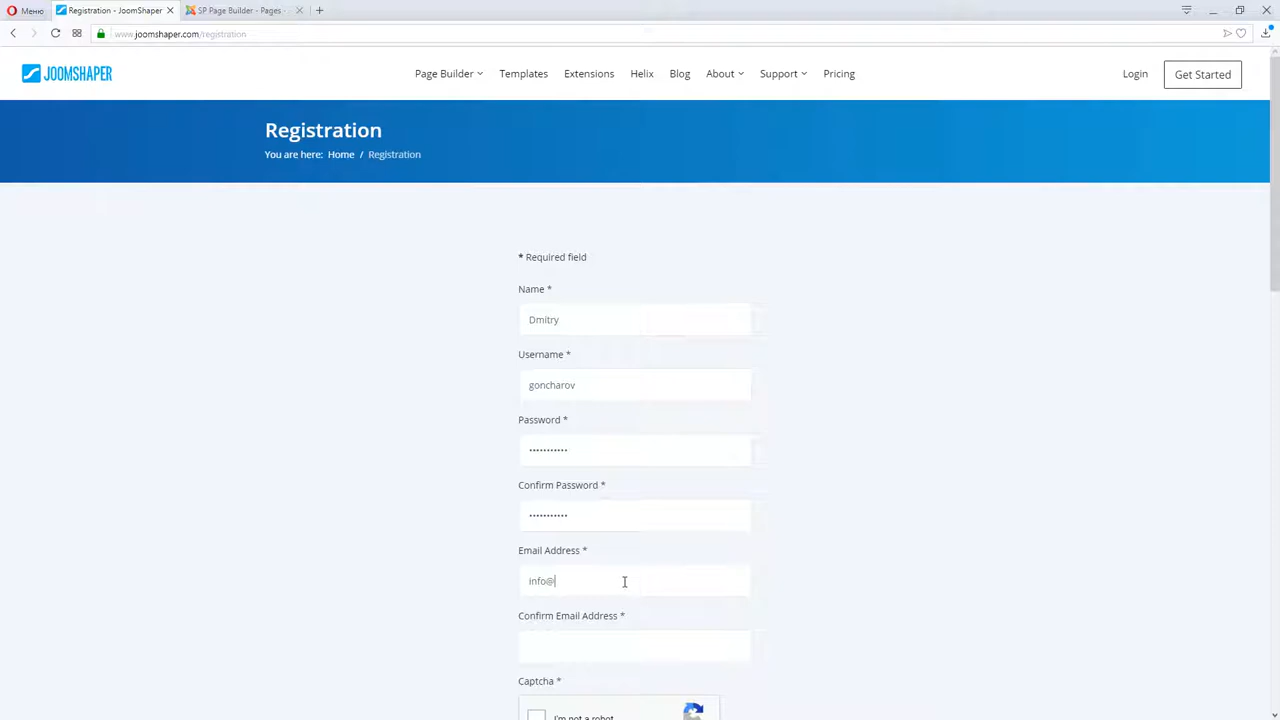 Меню
Registration - JoomShaper
SP Page Builder - Pages -
www.joomshaper.com/registration
JOOMSHAPER
Page Builder
Templates
Extensions
Helix
Blog
About
Support
Pricing
Login
Get Started
Registration
You are here: Home / Registration
* Required field
Name *
Dmitry
Username *
goncharov
Password *
•••••••••••
Confirm Password *
•••••••••••
Email Address *
info@
Confirm Email Address *
Captcha *
I'm not a robot